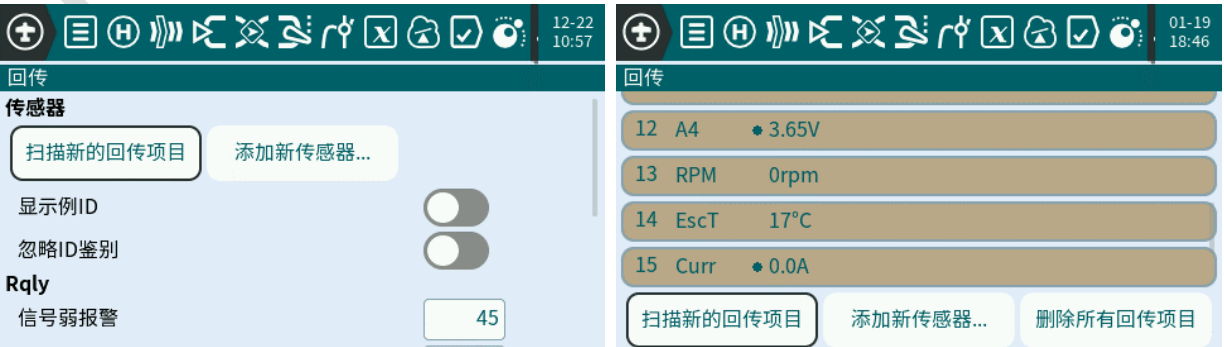 12-22
10:57
回传
传感器
扫描新的回传项目
添加新传感器...
显示例ID
忽略ID鉴别
Rqly
信号弱报警
45
01-19
18:46
回传
12 A4 3.65V
13 RPM 0rpm
14 EscT 17°C
15 Curr 0.0A
扫描新的回传项目
添加新传感器...
删除所有回传项目